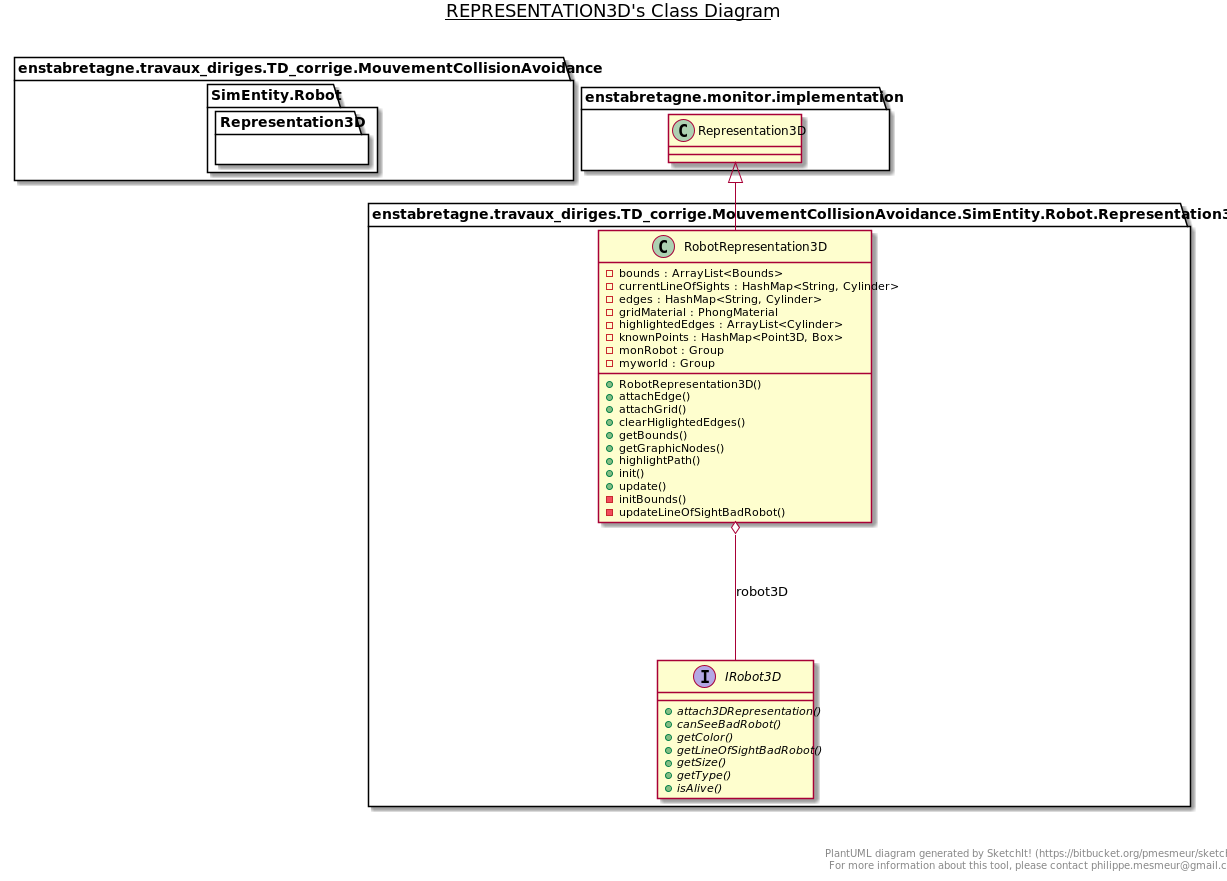 REPRESENTATION3D's Class Diagram
enstabretagne.travaux_diriges.TD_corrige.MouvementCollisionAvoidance
SimEntity.Robot
Representation3D
enstabretagne.monitor.implementation
C Representation3D
enstabretagne.travaux_diriges.TD_corrige.MouvementCollisionAvoidance.SimEntity.Robot.Representation3
C RobotRepresentation3D
bounds : ArrayList<Bounds>
currentLineOfSights : HashMap<String, Cylinder>
edges : HashMap<String, Cylinder>
gridMaterial : PhongMaterial
highlightedEdges : ArrayList<Cylinder>
knownPoints : HashMap<Point3D, Box>
monRobot : Group
myworld : Group
RobotRepresentation3D()
attachEdge()
attachGrid()
clearHiglightedEdges()
getBounds()
getGraphicNodes()
highlightPath()
init()
update()
initBounds()
updateLineOfSightBadRobot()
robot3D
I IRobot3D
attach3DRepresentation()
canSeeBadRobot()
getColor()
getLineOfSightBadRobot()
getSize()
getType()
isAlive()
PlantUML diagram generated by SketchIt! (https://bitbucket.org/pmesmeur/sketch
For more information about this tool, please contact philippe.mesmeur@gmail.c